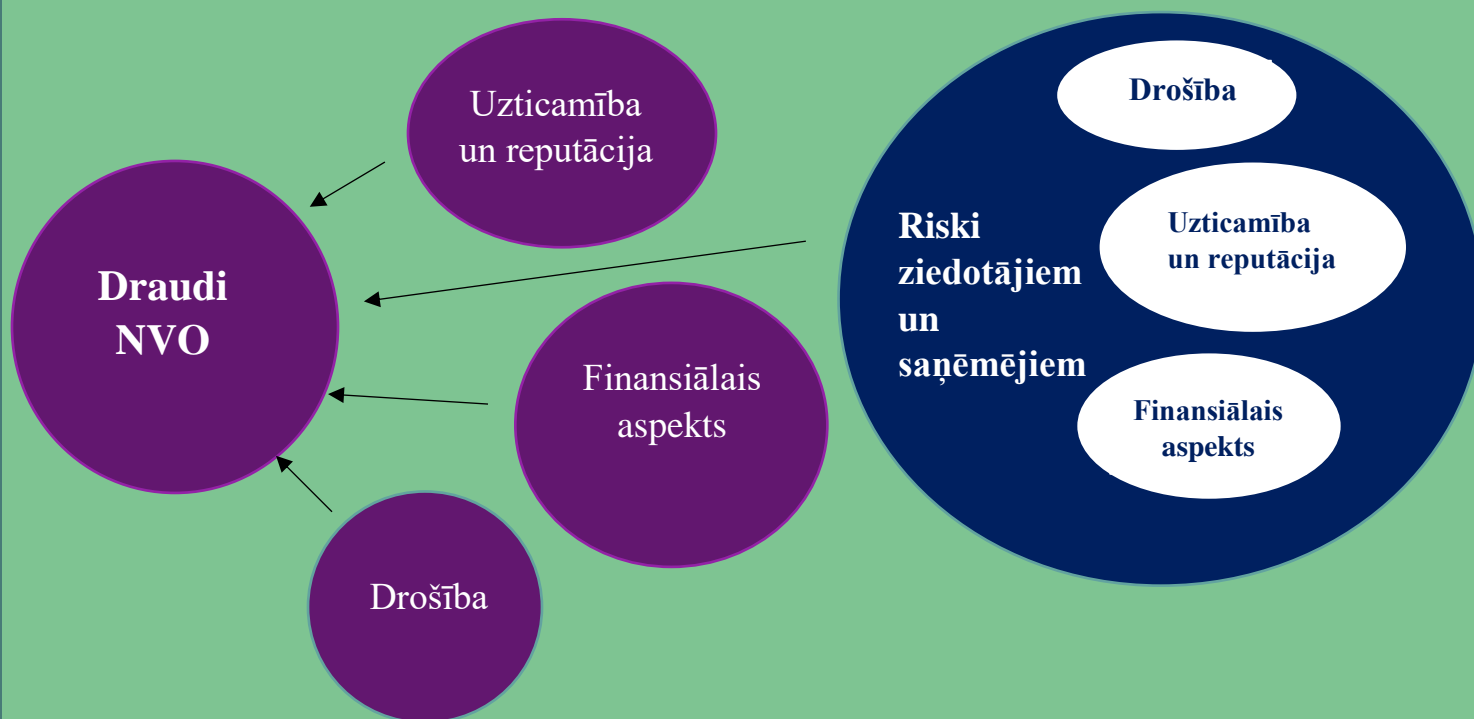 Draudi
NVO
Uzticamība
un reputācija
Finansiālais
aspekts
Drošība
Riski
ziedotājiem
un
saņēmējiem
Drošība
Uzticamība
un reputācija
Finansiālais
aspekts